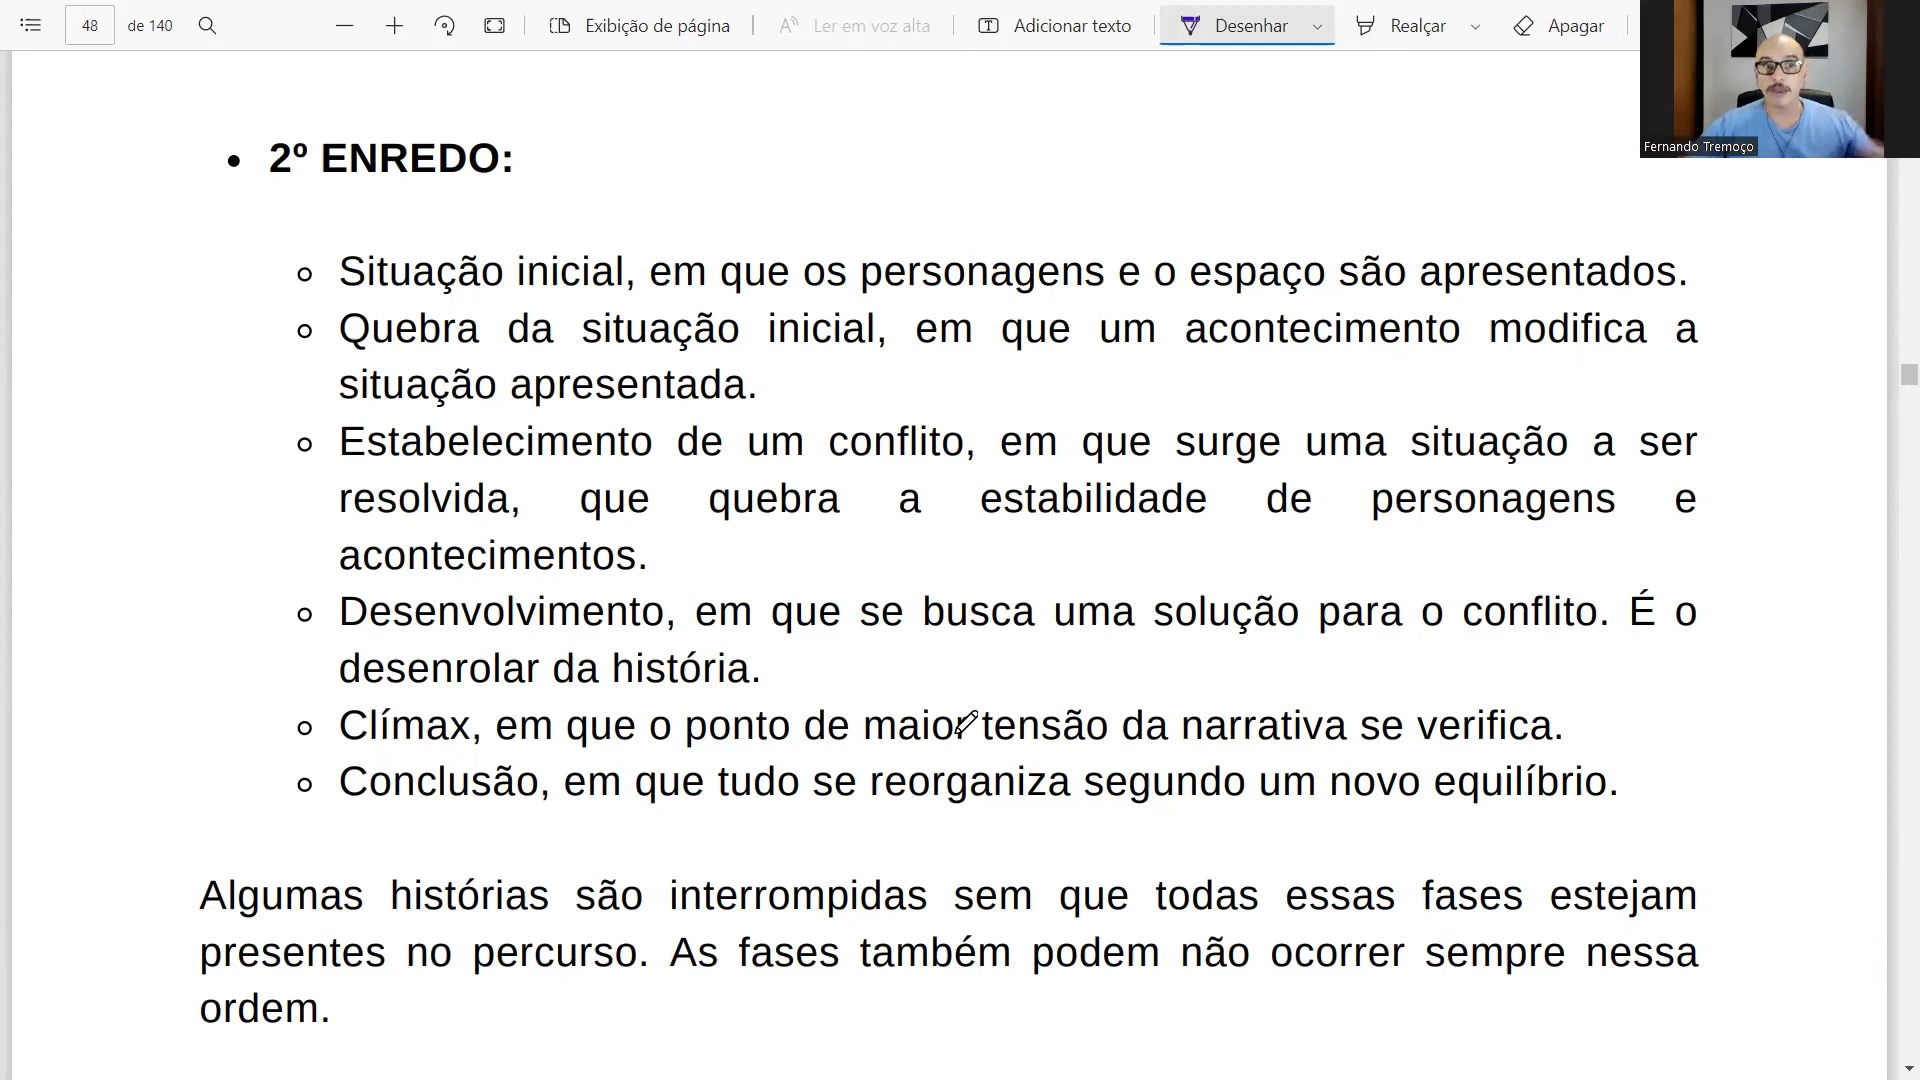 48 de 140 Exibição de página Ler em voz alta Adicionar texto Desenhar Realçar Apagar
Fernando Tremoço
• 2º ENREDO:
Situação inicial, em que os personagens e o espaço são apresentados.
Quebra da situação inicial, em que um acontecimento modifica a
situação apresentada.
Estabelecimento de um conflito, em que surge uma situação a ser
resolvida, que quebra a estabilidade de personagens e
acontecimentos.
Desenvolvimento, em que se busca uma solução para o conflito. É o
desenrolar da história.
Clímax, em que o ponto de maior tensão da narrativa se verifica.
Conclusão, em que tudo se reorganiza segundo um novo equilíbrio.
Algumas histórias são interrompidas sem que todas essas fases estejam
presentes no percurso. As fases também podem não ocorrer sempre nessa
ordem.